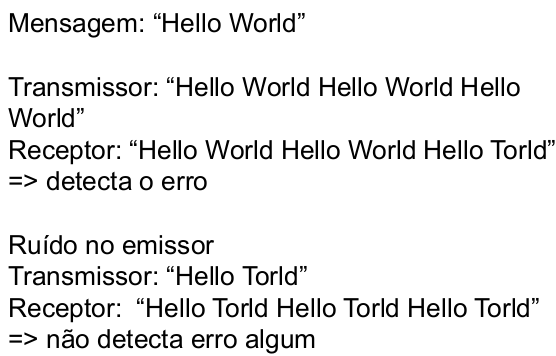 Mensagem: “Hello World”
Transmissor: “Hello World Hello World Hello
World”
Receptor: “Hello World Hello World Hello Torld”
=> detecta o erro
Ruído no emissor
Transmissor: “Hello Torld”
Receptor:  “Hello Torld Hello Torld Hello Torld”
=> não detecta erro algum